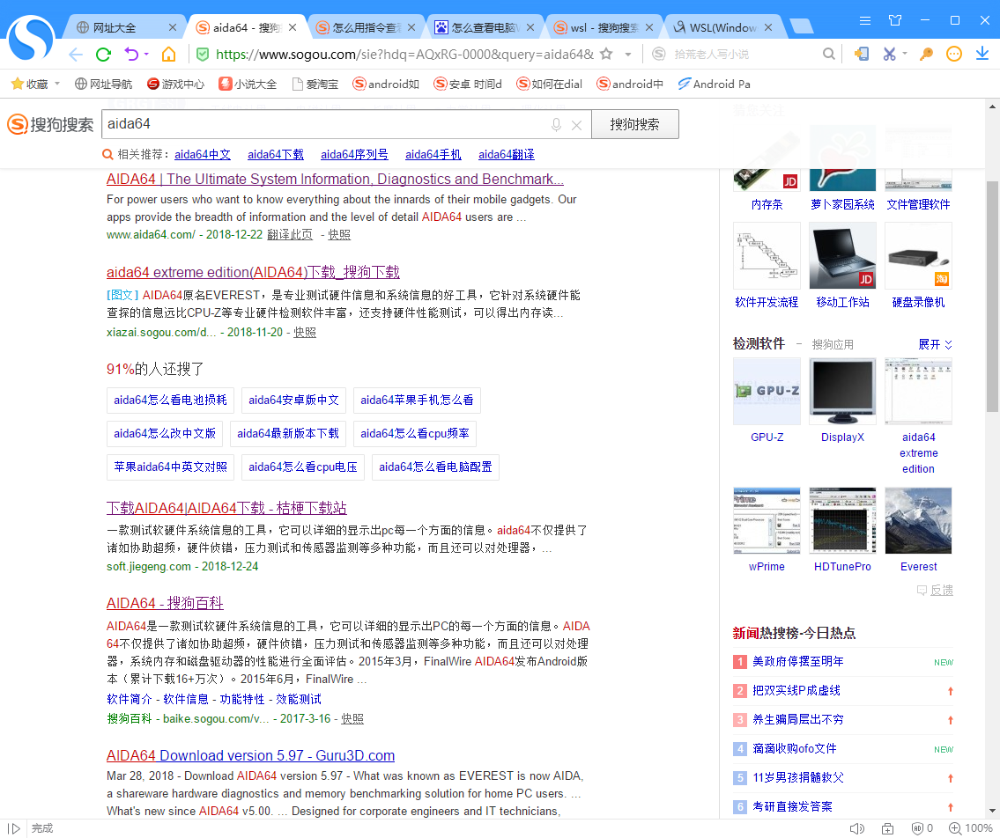 网址大全
aida64 - 搜狗
怎么用指令查
怎么查看电脑
wsl - 搜狗搜索
WSL(Window
https://www.sogou.com/sie?hdq=AQxRG-0000&query=aida64&
拾荒老人写小说
收藏
网址导航
游戏中心
小说大全
爱淘宝
android如
安卓 时间d
如何在dial
android中
Android Pa
搜狗搜索
aida64
搜狗搜索
相关推荐：
aida64中文
aida64下载
aida64序列号
aida64手机
aida64翻译
AIDA64 | The Ultimate System Information, Diagnostics and Benchmark...
For power users who want to know everything about the innards of their mobile gadgets. Our
apps provide the breadth of information and the level of detail AIDA64 users are ...
www.aida64.com/ - 2018-12-22 翻译此页 - 快照
aida64 extreme edition(AIDA64)下载_搜狗下载
[图文] AIDA64原名EVEREST，是专业测试硬件信息和系统信息的好工具，它针对系统硬件能
查探的信息远比CPU-Z等专业硬件检测软件丰富，还支持硬件性能测试，可以得出内存读...
xiazai.sogou.com/d... - 2018-11-20 - 快照
91%的人还搜了
aida64怎么看电池损耗
aida64安卓版中文
aida64苹果手机怎么看
aida64怎么改中文版
aida64最新版本下载
aida64怎么看cpu频率
苹果aida64中英文对照
aida64怎么看cpu电压
aida64怎么看电脑配置
下载AIDA64|AIDA64下载 - 桔梗下载站
一款测试软硬件系统信息的工具，它可以详细的显示出pc每一个方面的信息。aida64不仅提供了
诸如协助超频，硬件侦错，压力测试和传感器监测等多种功能，而且还可以对处理器，...
soft.jiegeng.com - 2018-12-24
AIDA64 - 搜狗百科
AIDA64是一款测试软硬件系统信息的工具，它可以详细的显示出PC的每一个方面的信息。AIDA
64不仅提供了诸如协助超频，硬件侦错，压力测试和传感器监测等多种功能，而且还可以对处理
器，系统内存和磁盘驱动器的性能进行全面评估。2015年3月，FinalWire AIDA64发布Android版
本（累计下载16+万次）。2015年6月，FinalWire ...
软件简介 - 软件信息 - 功能特性 - 效能测试
搜狗百科 - baike.sogou.com/v... - 2017-3-16 - 快照
AIDA64 Download version 5.97 - Guru3D.com
Mar 28, 2018 - Download AIDA64 version 5.97 - What was known as EVEREST is now AIDA,
a shareware hardware diagnostics and memory benchmarking solution for home PC users. ...
What's new since AIDA64 v5.00. ... Designed for corporate engineers and IT technicians,
JD
内存条
萝卜家园系统
文件管理软件
JD
淘
软件开发流程
移动工作站
硬盘录像机
检测软件 - 搜狗应用
展开
GPU-Z
GPU-Z
DisplayX
aida64
extreme
edition
wPrime
HDTunePro
Everest
反馈
新闻热搜榜-今日热点
1 美政府停摆至明年 NEW
2 把双实线P成虚线
3 养生骗局层出不穷
4 滴滴收购ofo文件 NEW
5 11岁男孩捐髓救父
6 考研直接发答案
完成
0
100%